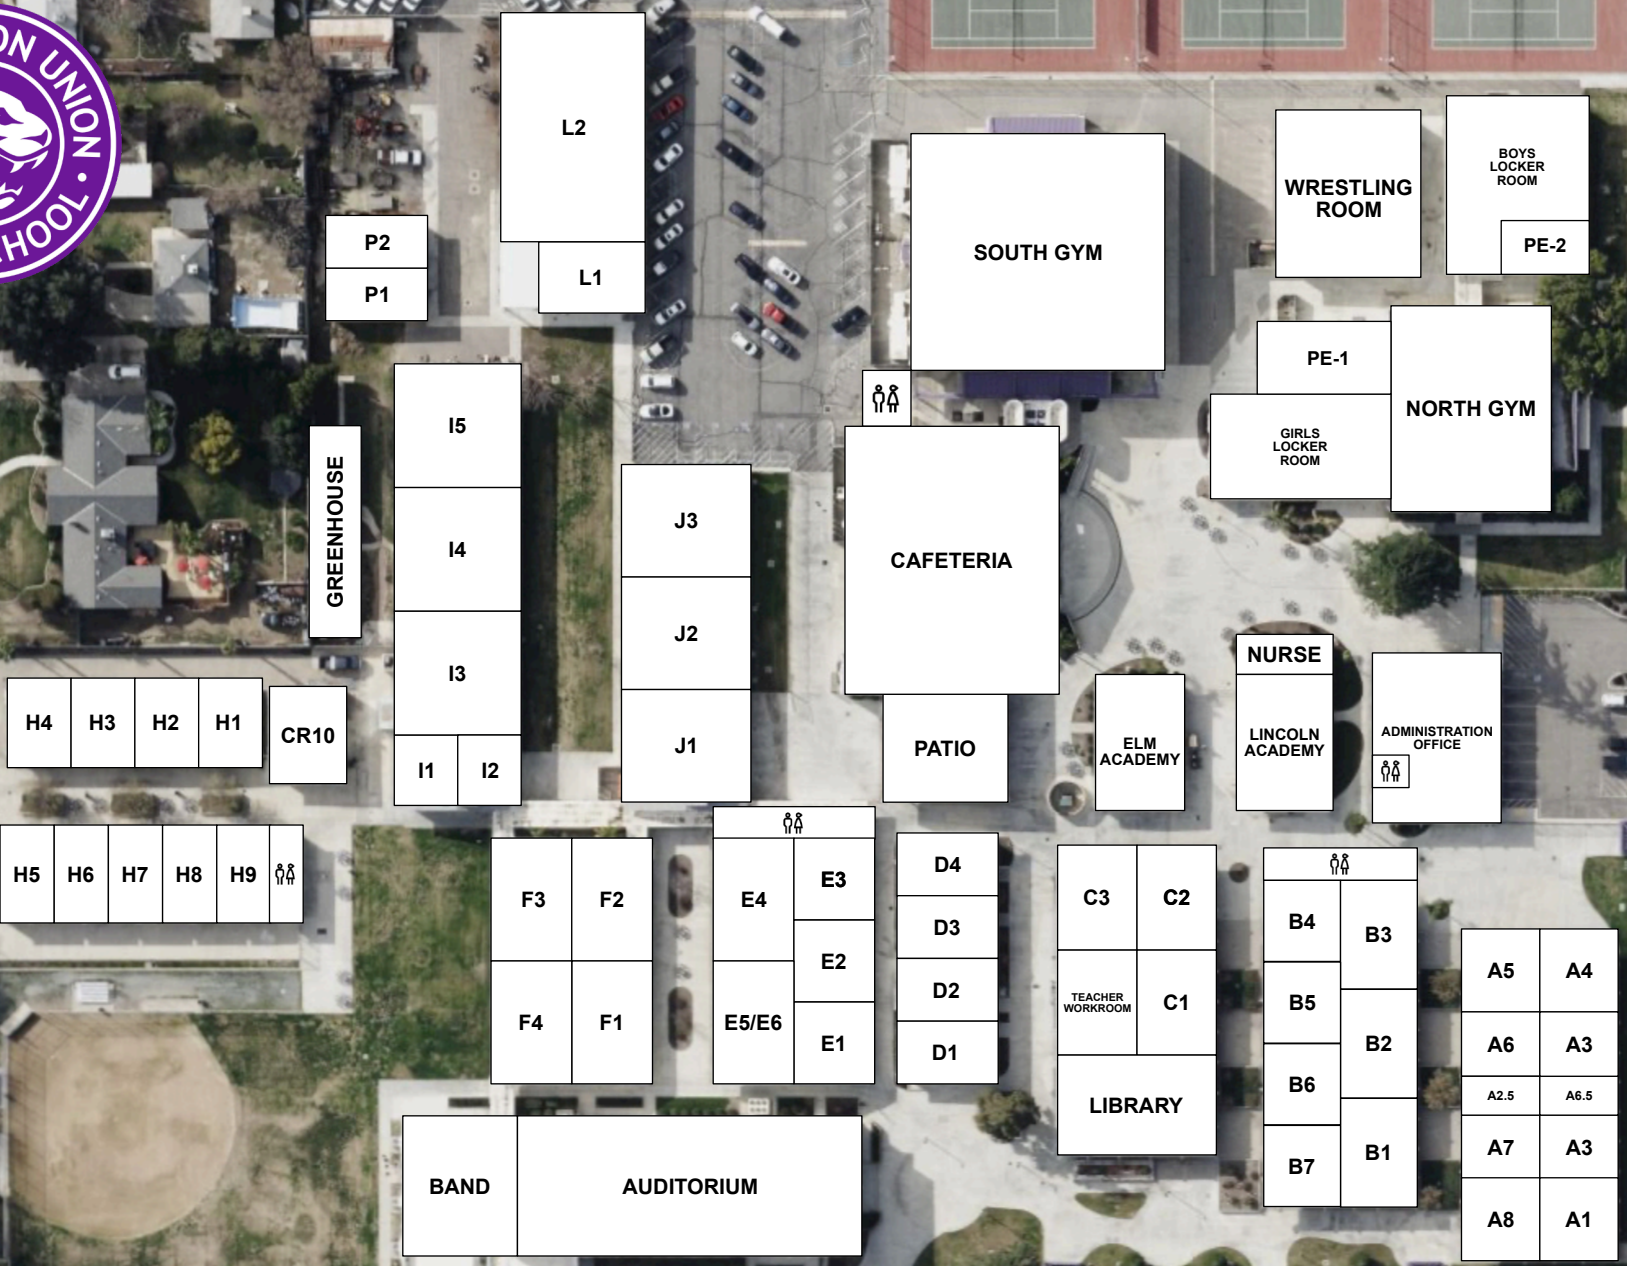 ON UNION
HOOL
L2
L1
P2
P1
SOUTH GYM
WRESTLING
ROOM
BOYS
LOCKER
ROOM
PE-2
PE-1
NORTH GYM
GIRLS
LOCKER
ROOM
GREENHOUSE
I5
I4
I3
I1
I2
J3
J2
J1
CAFETERIA
PATIO
ELM
ACADEMY
NURSE
LINCOLN
ACADEMY
ADMINISTRATION
OFFICE
H4
H3
H2
H1
CR10
H5
H6
H7
H8
H9
F3
F2
F4
F1
E4
E3
E2
E5/E6
E1
D4
D3
D2
D1
C3
C2
TEACHER
WORKROOM
C1
LIBRARY
B4
B3
B5
B2
B6
B1
B7
A5
A4
A6
A3
A2.5
A6.5
A7
A3
A8
A1
BAND
AUDITORIUM